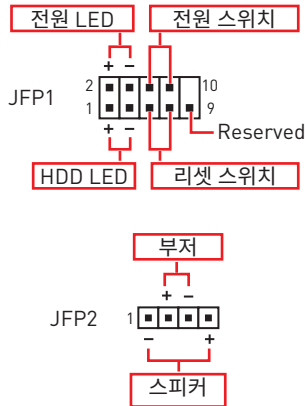 전원 LED 전원 스위치
+ −
2 10
JFP1
1 9
+ − Reserved
HDD LED 리셋 스위치
부저
+ −
JFP2 1
− +
스피커